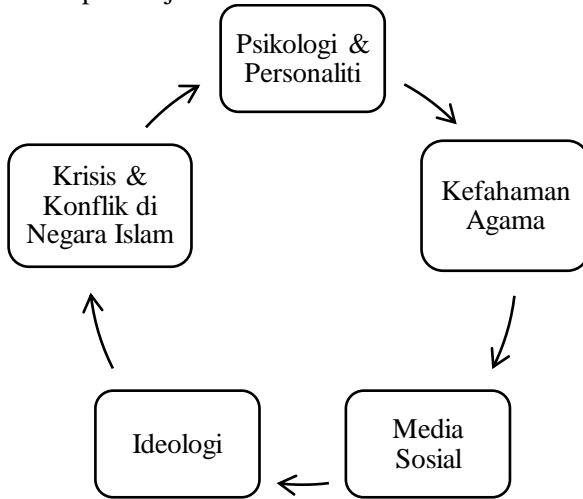 Psikologi &
Personaliti
Kefahaman
Agama
Media
Sosial
Ideologi
Krisis &
Konflik di
Negara Islam